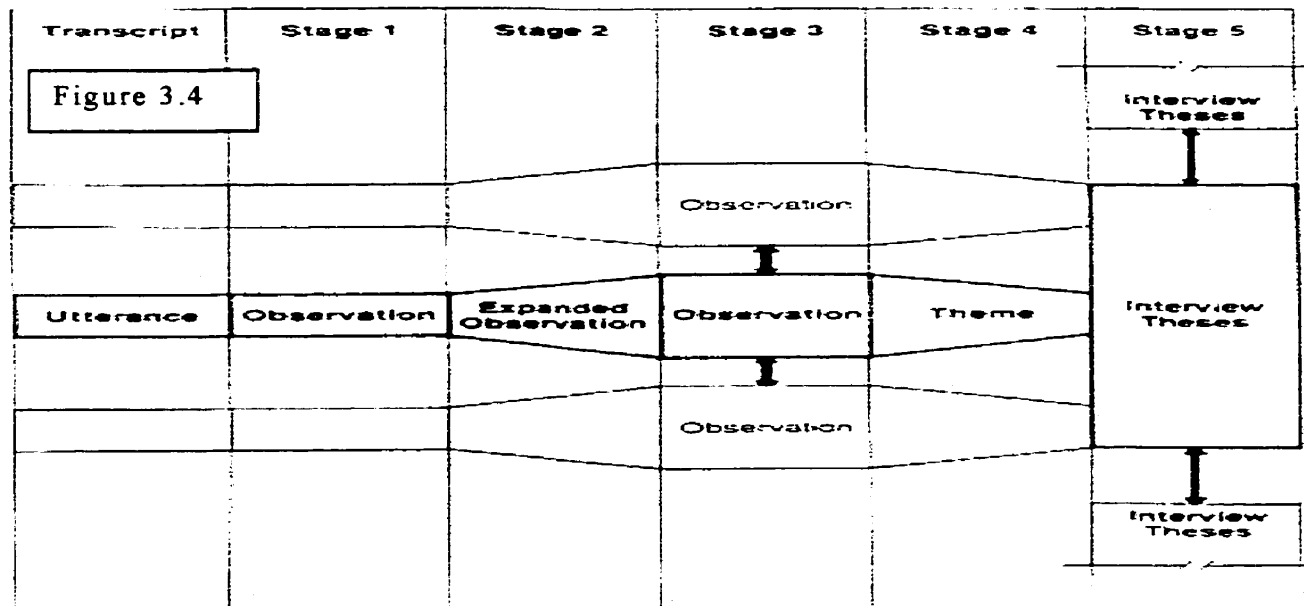 Transcript Stage 1 Stage 2 Stage 3 Stage 4 Stage 5
Figure 3.4
Interview
Theses
Observation
Utterance Observation Expanded
Observation Observation Theme Interview
Theses
Observation
Interview
Theses